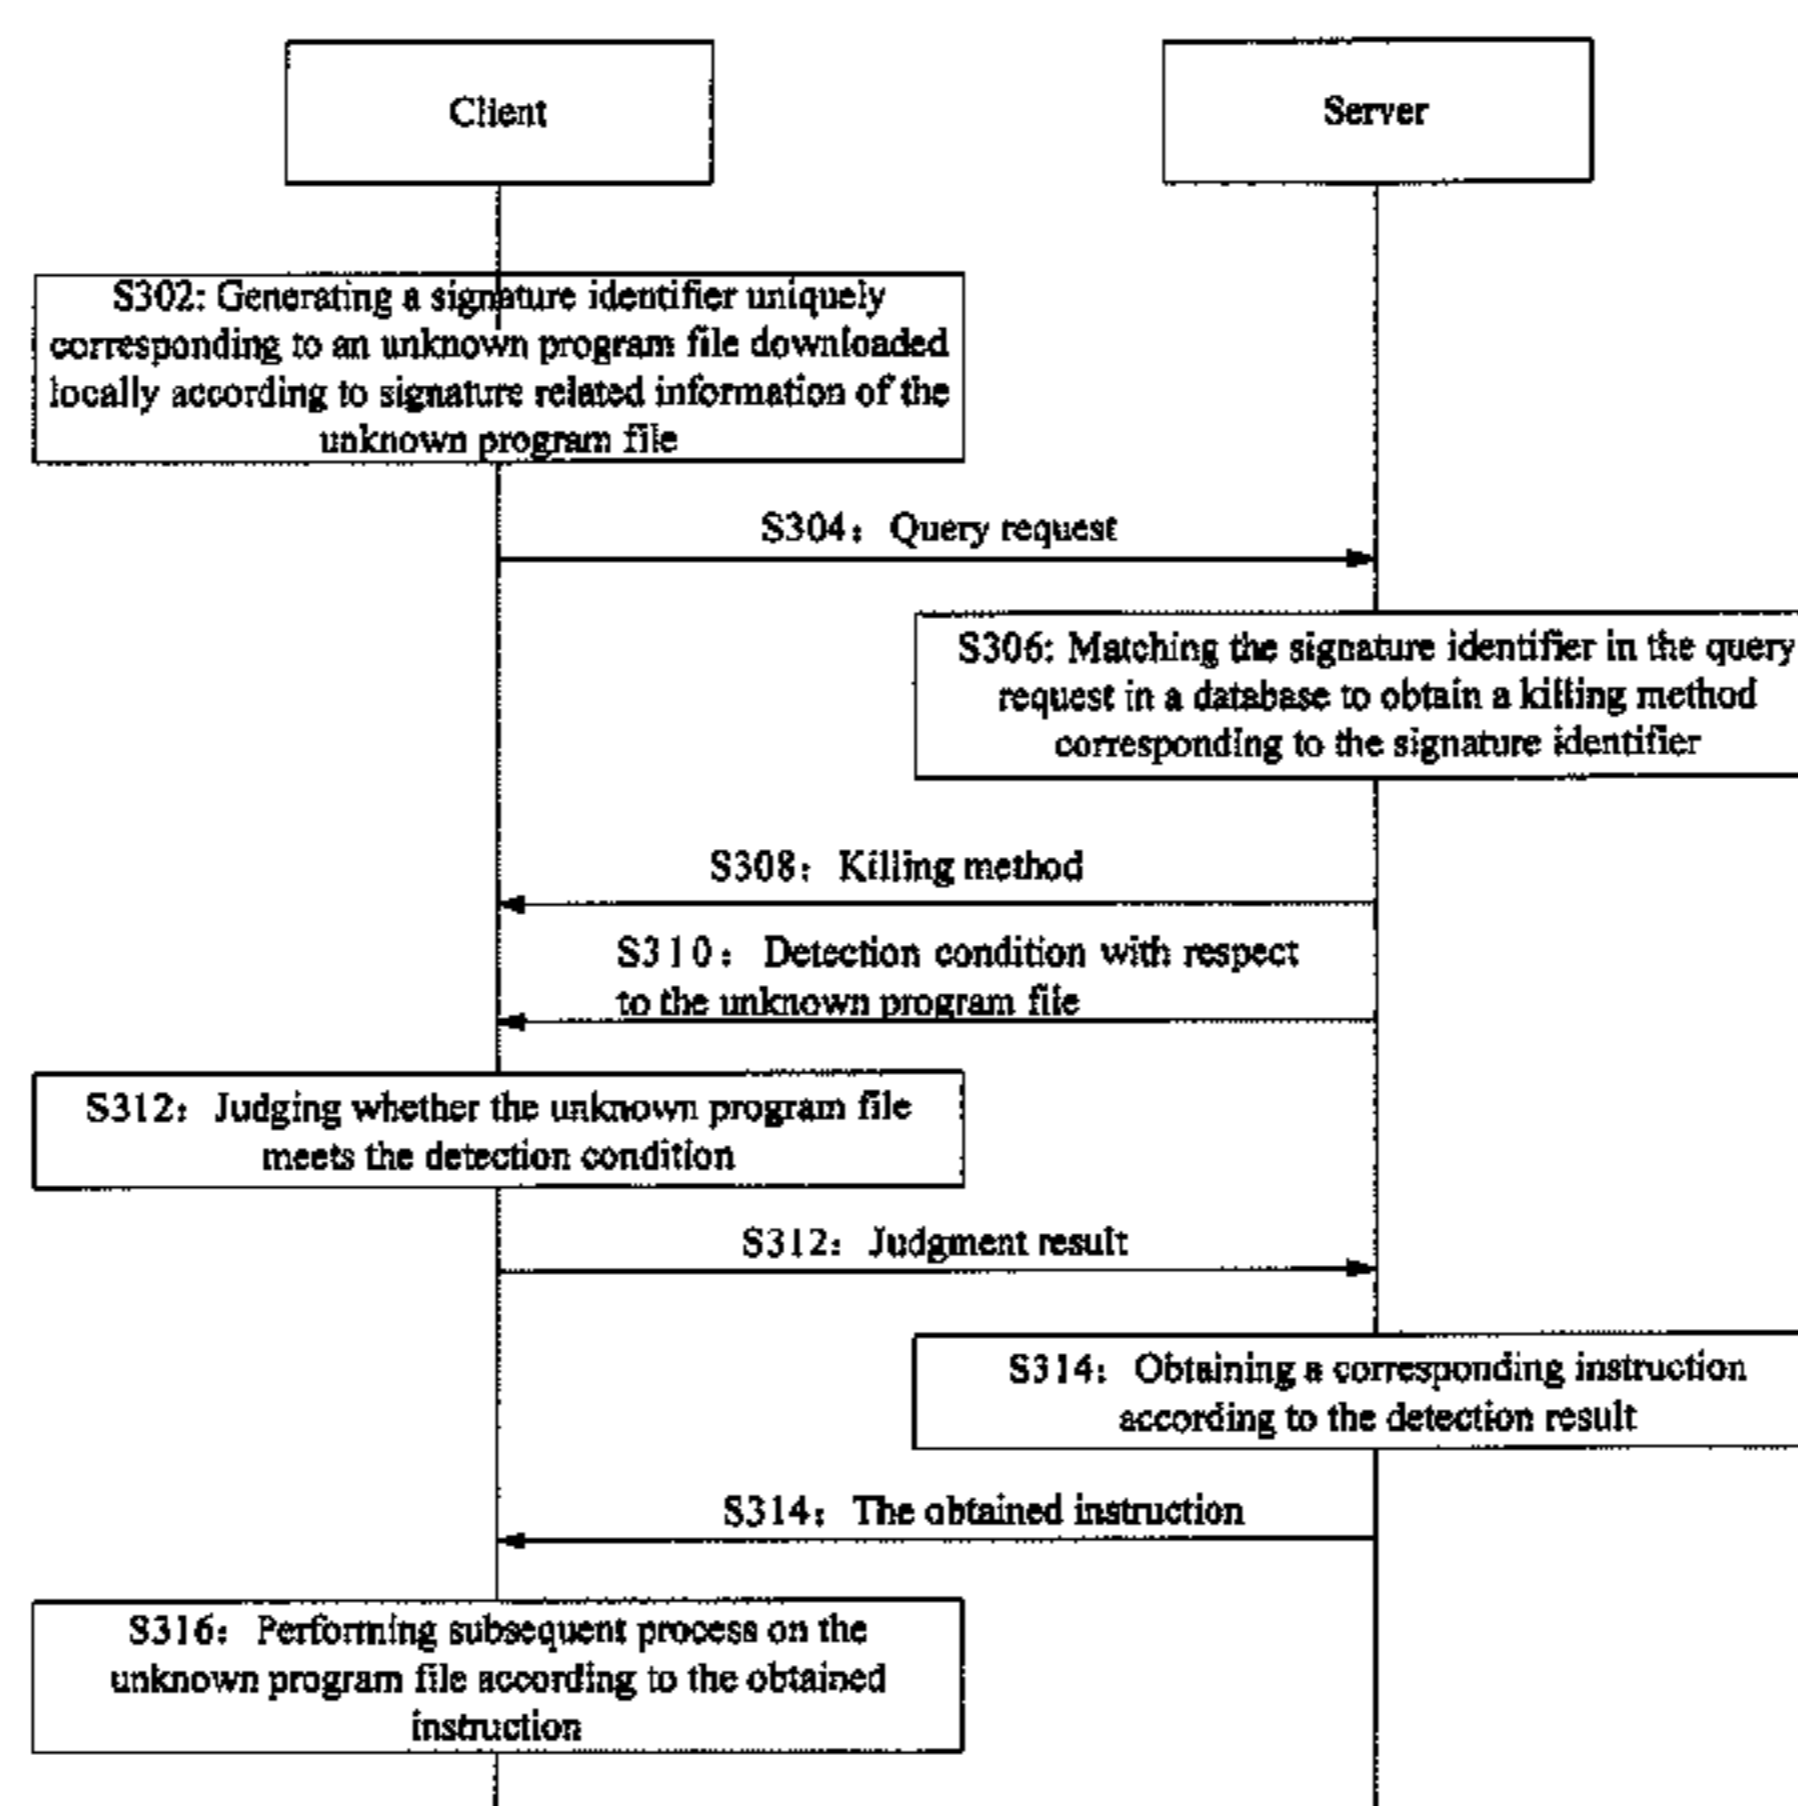 Client
Server
S302: Generating a signature identifier uniquely
corresponding to an unknown program file downloaded
locally according to signature related information of the
unknown program file
S304: Query request
S306: Matching the signature identifier in the query
request in a database to obtain a killing method
corresponding to the signature identifier
S308: Killing method
S310: Detection condition with respect
to the unknown program file
S312: Judging whether the unknown program file
meets the detection condition
S312: Judgment result
S314: Obtaining a corresponding instruction
according to the detection result
S314: The obtained instruction
S316: Performing subsequent process on the
unknown program file according to the obtained
instruction